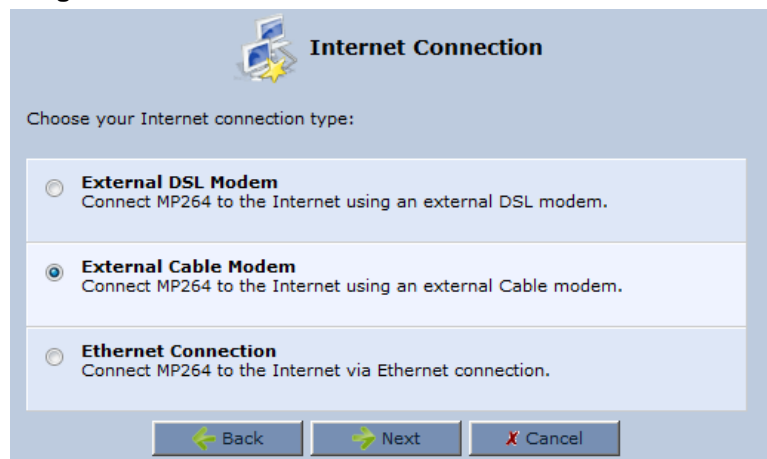 Internet Connection
Choose your Internet connection type:
External DSL Modem
Connect MP264 to the Internet using an external DSL modem.
External Cable Modem
Connect MP264 to the Internet using an external Cable modem.
Ethernet Connection
Connect MP264 to the Internet via Ethernet connection.
Back Next Cancel